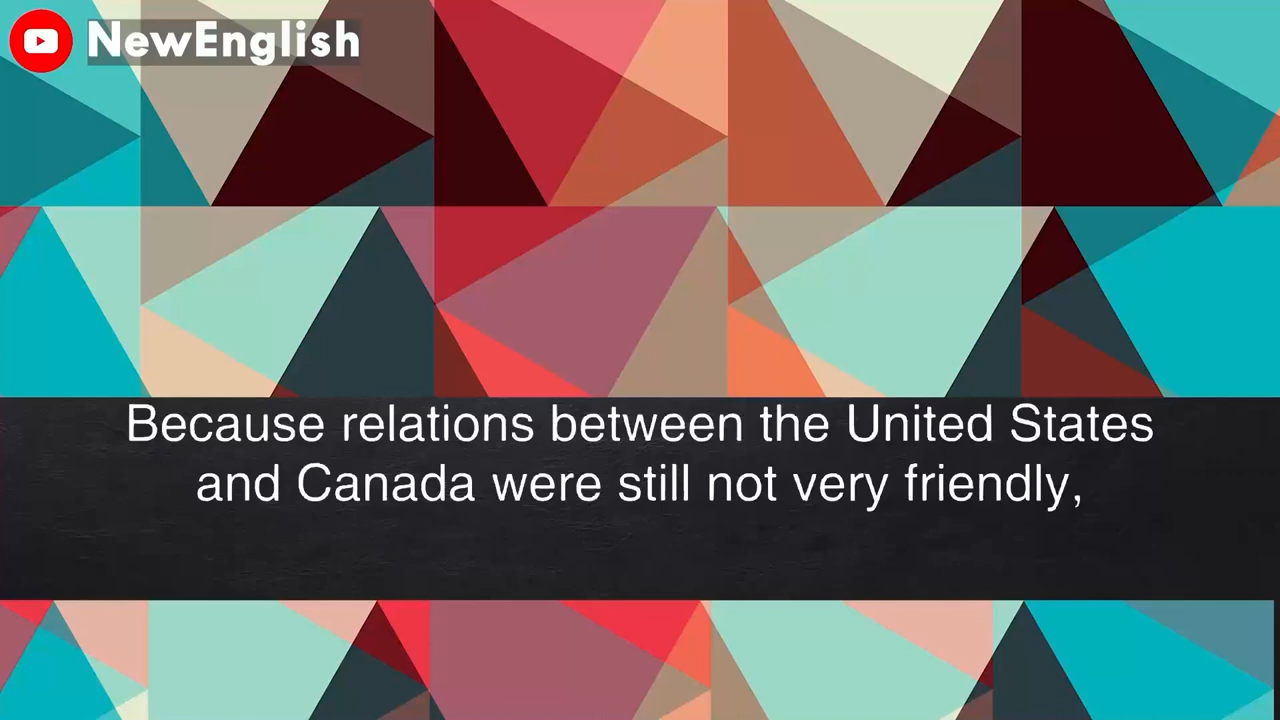 NewEnglish
Because relations between the United States
and Canada were still not very friendly,